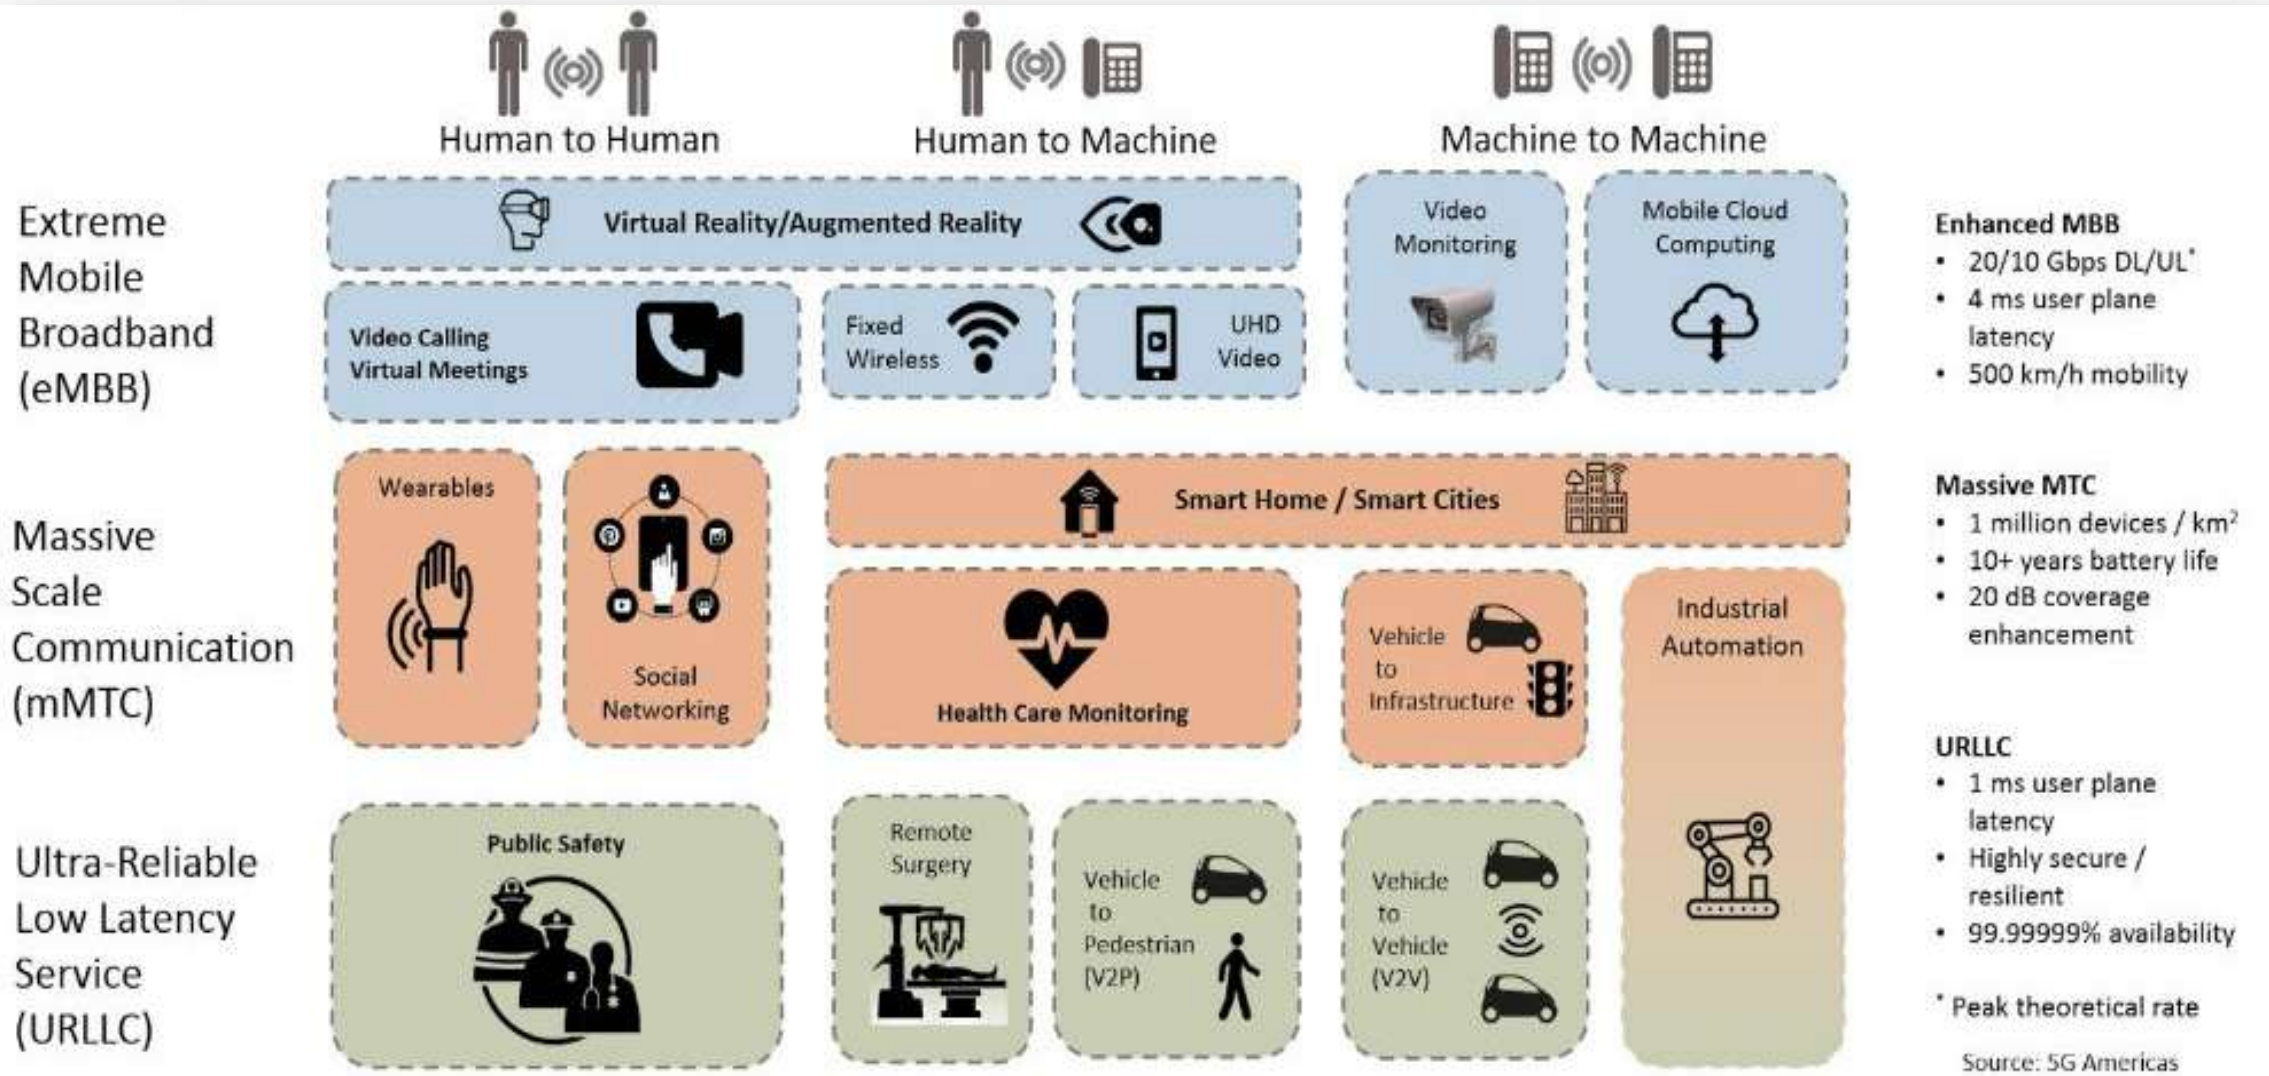 Human to Human
Human to Machine
Machine to Machine
Extreme
Mobile
Broadband
(eMBB)
Virtual Reality/Augmented Reality
Video
Monitoring
Mobile Cloud
Computing
Video Calling
Virtual Meetings
Fixed
Wireless
UHD
Video
Enhanced MBB
• 20/10 Gbps DL/UL*
• 4 ms user plane
latency
• 500 km/h mobility
Massive
Scale
Communication
(mMTC)
Wearables
Social
Networking
Smart Home / Smart Cities
Health Care Monitoring
Vehicle
to
Infrastructure
Industrial
Automation
Massive MTC
• 1 million devices / km²
• 10+ years battery life
• 20 dB coverage
enhancement
Ultra-Reliable
Low Latency
Service
(URLLC)
Public Safety
Remote
Surgery
Vehicle
to
Pedestrian
(V2P)
Vehicle
to
Vehicle
(V2V)
URLLC
• 1 ms user plane
latency
• Highly secure /
resilient
• 99.99999% availability
* Peak theoretical rate
Source: 5G Americas